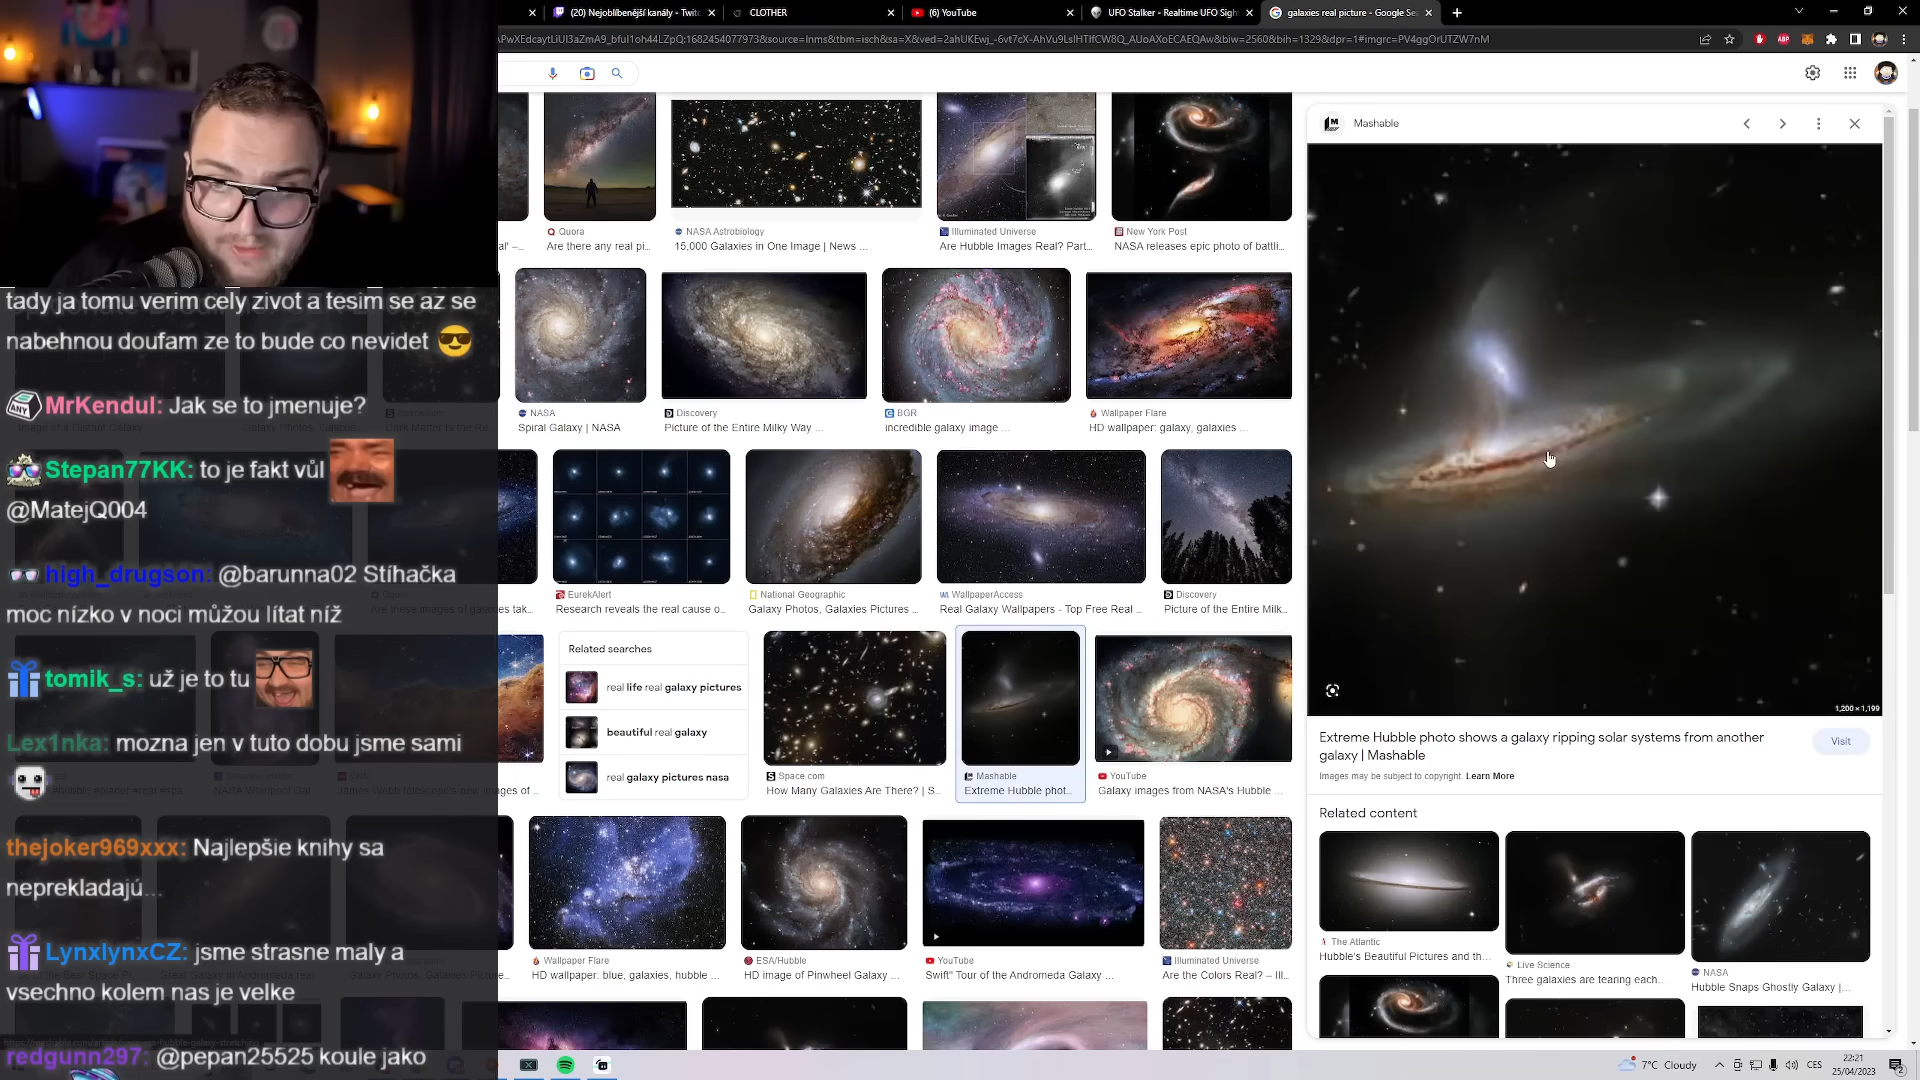 (20) Nejoblíbenější kanály - Twitc
CLOTHER
(6) YouTube
UFO Stalker - Realtime UFO Sigh
galaxies real picture - Google Se
Mashable
tady ja tomu verim cely zivot a tesim se az se
nabehnou doufam ze to bude co nevidet
MrKendul: Jak se to jmenuje?
Stepan77KK: to je fakt vůl
@MatejQ004
high_drugson: @barunna02 Stíhačka
moc nízko v noci můžou lítat níž
tomik_s: už je to tu
Lex1nka: mozna jen v tuto dobu jsme sami
thejoker969xxx: Najlepšie knihy sa
neprekladajú...
LynxlynxCZ: jsme strasne maly a
vsechno kolem nas je velke
redgunn297: @pepan25525 koule jako
Quora
Are there any real pi...
NASA Astrobiology
15,000 Galaxies in One Image | News ...
Illuminated Universe
Are Hubble Images Real? Part...
New York Post
NASA releases epic photo of battli...
NASA
Spiral Galaxy | NASA
Discovery
Picture of the Entire Milky Way ...
BGR
incredible galaxy image ...
Wallpaper Flare
HD wallpaper: galaxy, galaxies ...
EurekAlert
Research reveals the real cause o...
National Geographic
Galaxy Photos, Galaxies Pictures ...
WallpaperAccess
Real Galaxy Wallpapers - Top Free Real ...
Discovery
Picture of the Entire Milk...
Related searches
real life real galaxy pictures
beautiful real galaxy
real galaxy pictures nasa
Space com
How Many Galaxies Are There? | S...
Mashable
Extreme Hubble phot...
YouTube
Galaxy images from NASA's Hubble ...
Wallpaper Flare
HD wallpaper: blue, galaxies, hubble ...
ESA/Hubble
HD image of Pinwheel Galaxy ...
YouTube
Swift" Tour of the Andromeda Galaxy ...
Illuminated Universe
Are the Colors Real? – Ill...
1,200 × 1,199
Extreme Hubble photo shows a galaxy ripping solar systems from another
galaxy | Mashable
Visit
Images may be subject to copyright. Learn More
Related content
The Atlantic
Hubble's Beautiful Pictures and th...
Live Science
Three galaxies are tearing each...
NASA
Hubble Snaps Ghostly Galaxy |...
7°C Cloudy
CES
22:21
25/04/2023